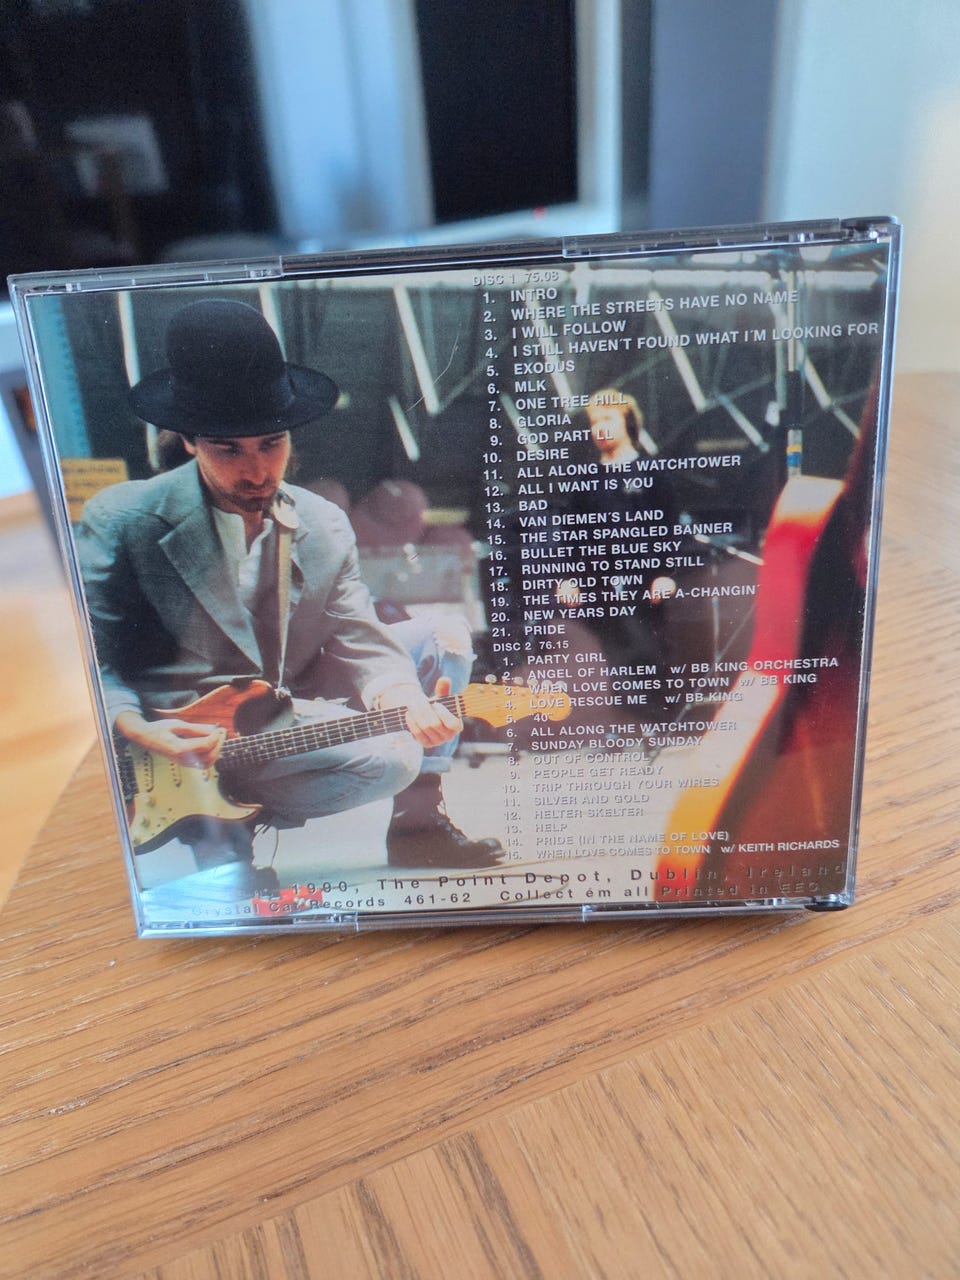 DISC 1 75.08
1. INTRO
2. WHERE THE STREETS HAVE NO NAME
3. I WILL FOLLOW
4. I STILL HAVEN´T FOUND WHAT I´M LOOKING FOR
5. EXODUS
6. MLK
7. ONE TREE HILL
8. GLORIA
9. GOD PART LL
10. DESIRE
11. ALL ALONG THE WATCHTOWER
12. ALL I WANT IS YOU
13. BAD
14. VAN DIEMEN´S LAND
15. THE STAR SPANGLED BANNER
16. BULLET THE BLUE SKY
17. RUNNING TO STAND STILL
18. DIRTY OLD TOWN
19. THE TIMES THEY ARE A-CHANGIN´
20. NEW YEARS DAY
21. PRIDE
DISC 2 76.15
1. PARTY GIRL
2. ANGEL OF HARLEM w/ BB KING ORCHESTRA
3. WHEN LOVE COMES TO TOWN w/ BB KING
4. LOVE RESCUE ME w/ BB KING
5. 40
6. ALL ALONG THE WATCHTOWER
7. SUNDAY BLOODY SUNDAY
8. OUT OF CONTROL
9. PEOPLE GET READY
10. TRIP THROUGH YOUR WIRES
11. SILVER AND GOLD
12. HELTER SKELTER
13. HELP
14. PRIDE (IN THE NAME OF LOVE)
15. WHEN LOVE COMES TO TOWN w/ KEITH RICHARDS
1990, The Point Depot, Dublin, Ireland
Crystal Cat Records 461-62 Collect ém all Printed in EEC